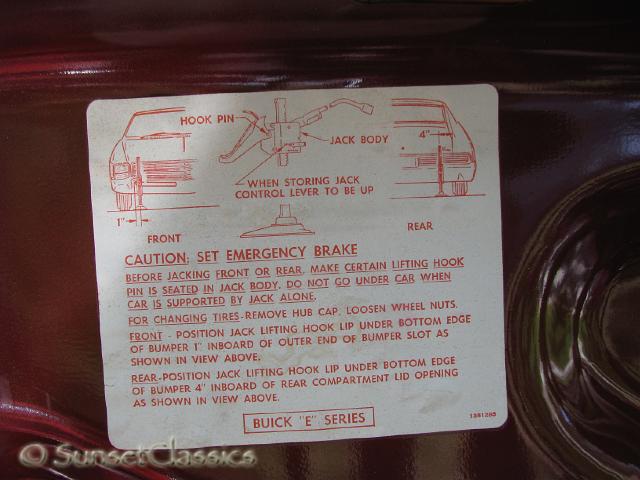 HOOK PIN
JACK BODY
4"
WHEN STORING JACK
CONTROL LEVER TO BE UP
1"
FRONT
REAR
CAUTION: SET EMERGENCY BRAKE
BEFORE JACKING FRONT OR REAR, MAKE CERTAIN LIFTING HOOK
PIN IS SEATED IN JACK BODY. DO NOT GO UNDER CAR WHEN
CAR IS SUPPORTED BY JACK ALONE.
FOR CHANGING TIRES-REMOVE HUB CAP, LOOSEN WHEEL NUTS.
FRONT - POSITION JACK LIFTING HOOK LIP UNDER BOTTOM EDGE
OF BUMPER 1" INBOARD OF OUTER END OF BUMPER SLOT AS
SHOWN IN VIEW ABOVE.
REAR-POSITION JACK LIFTING HOOK LIP UNDER BOTTOM EDGE
OF BUMPER 4" INBOARD OF REAR COMPARTMENT LID OPENING
AS SHOWN IN VIEW ABOVE.
BUICK "E" SERIES
© SunsetClassics